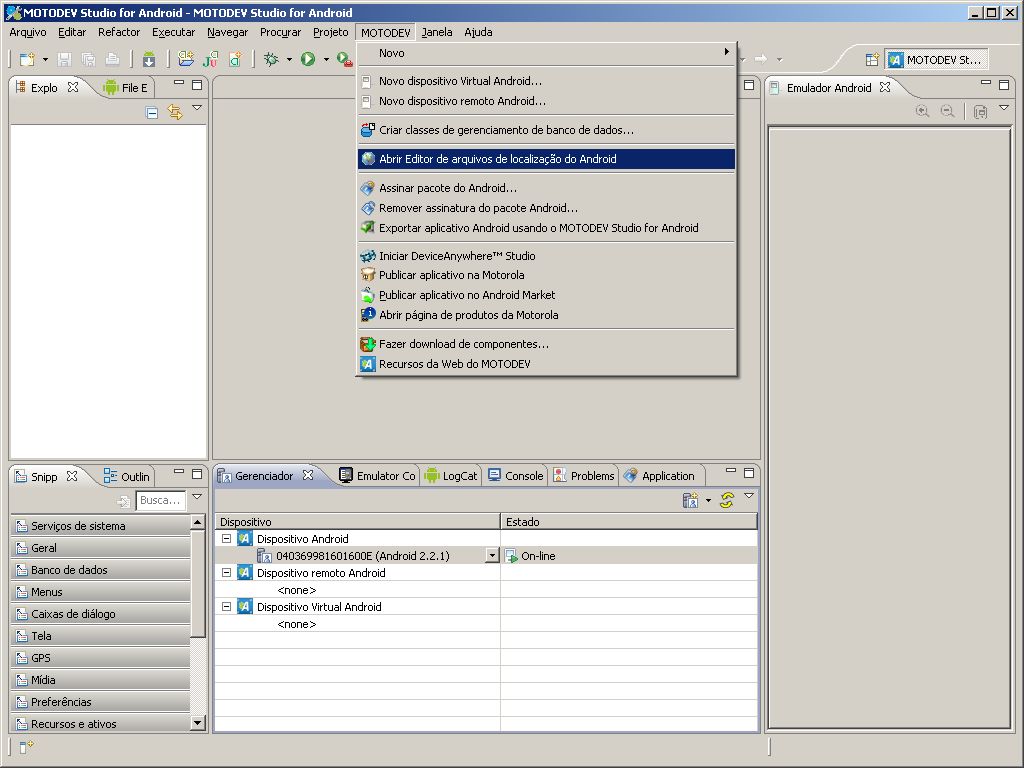 MOTODEV Studio for Android - MOTODEV Studio for Android
Arquivo Editar Refactor Executar Navegar Procurar Projeto MOTODEV Janela Ajuda
MOTODEV St...
Explo File E
Novo
Novo dispositivo Virtual Android...
Novo dispositivo remoto Android...
Criar classes de gerenciamento de banco de dados...
Abrir Editor de arquivos de localização do Android
Assinar pacote do Android...
Remover assinatura do pacote Android...
Exportar aplicativo Android usando o MOTODEV Studio for Android
Iniciar DeviceAnywhere™ Studio
Publicar aplicativo na Motorola
Publicar aplicativo no Android Market
Abrir página de produtos da Motorola
Fazer download de componentes...
Recursos da Web do MOTODEV
Emulador Android
Snipp Outlin
Busca...
Serviços de sistema
Geral
Banco de dados
Menus
Caixas de diálogo
Tela
GPS
Mídia
Preferências
Recursos e ativos
Gerenciador Emulator Co LogCat Console Problems Application
Dispositivo Estado
Dispositivo Android
040369981601600E (Android 2.2.1) On-line
Dispositivo remoto Android
<none>
Dispositivo Virtual Android
<none>